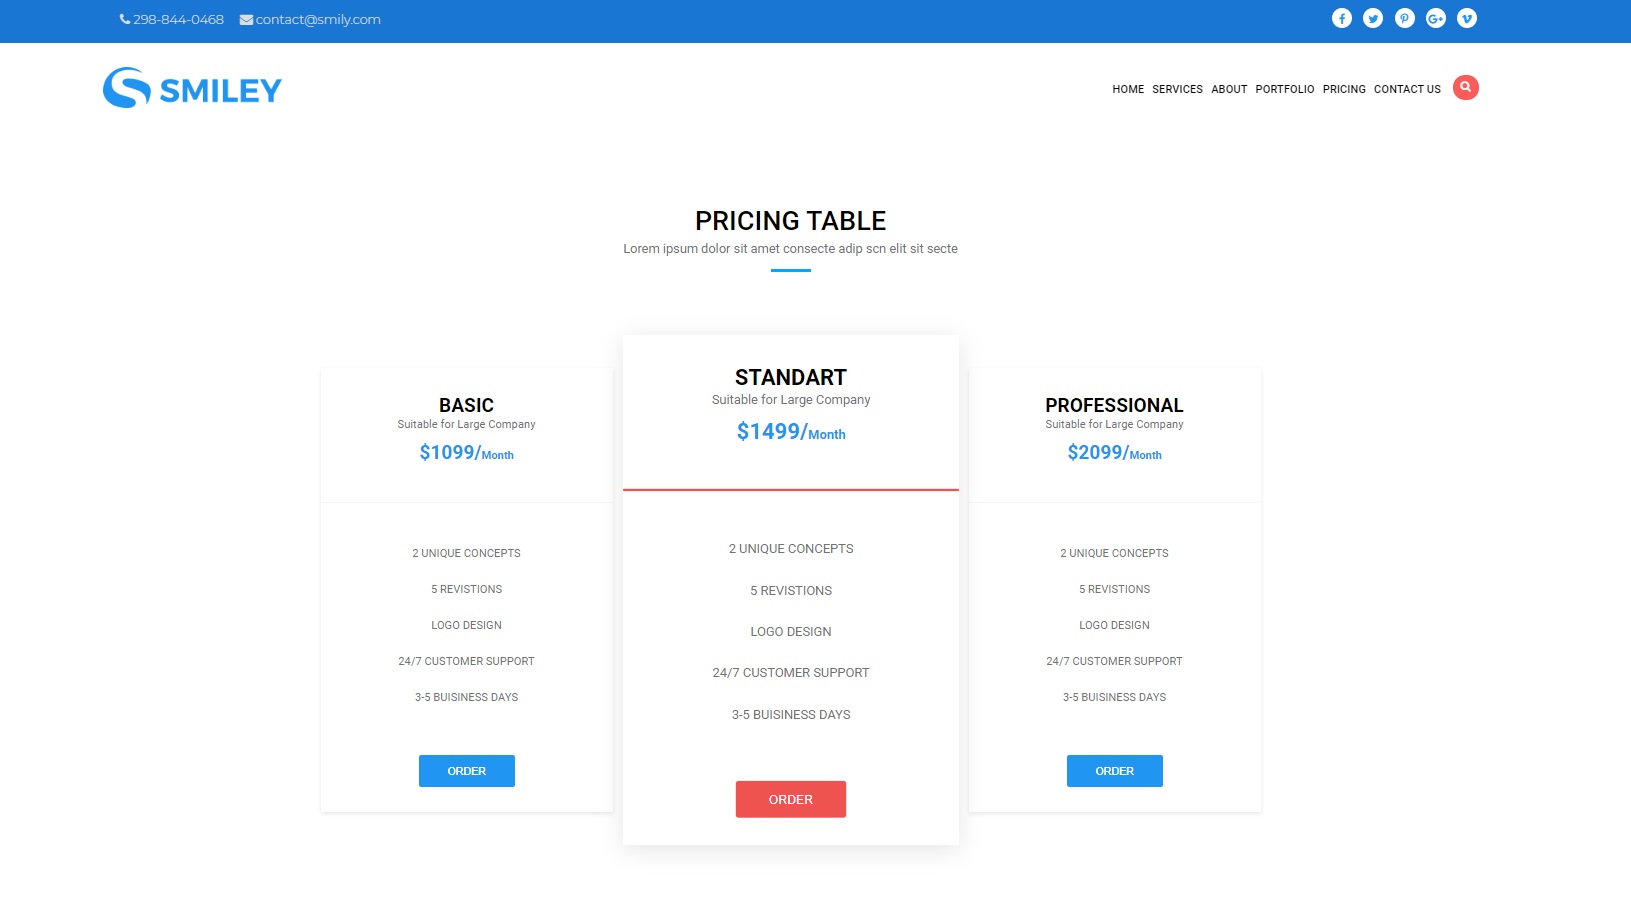 298-844-0468 contact@smily.com
SMILEY
HOME SERVICES ABOUT PORTFOLIO PRICING CONTACT US
PRICING TABLE
Lorem ipsum dolor sit amet consecte adip scn elit sit secte
BASIC
Suitable for Large Company
$1099/Month
2 UNIQUE CONCEPTS
5 REVISTIONS
LOGO DESIGN
24/7 CUSTOMER SUPPORT
3-5 BUISINESS DAYS
ORDER
STANDART
Suitable for Large Company
$1499/Month
2 UNIQUE CONCEPTS
5 REVISTIONS
LOGO DESIGN
24/7 CUSTOMER SUPPORT
3-5 BUISINESS DAYS
ORDER
PROFESSIONAL
Suitable for Large Company
$2099/Month
2 UNIQUE CONCEPTS
5 REVISTIONS
LOGO DESIGN
24/7 CUSTOMER SUPPORT
3-5 BUISINESS DAYS
ORDER